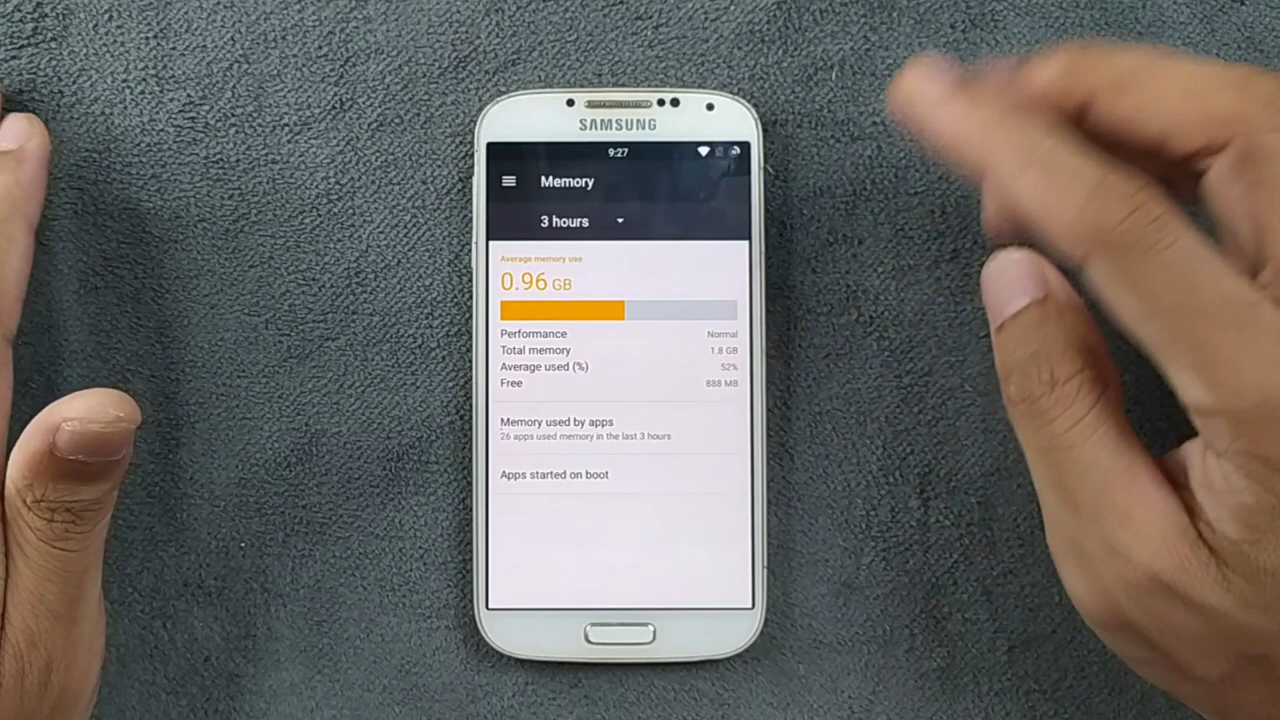 SAMSUNG
9:27
Memory
3 hours
Average memory use
0.96 GB
Performance Normal
Total memory 1.8 GB
Average used (%) 52%
Free 888 MB
Memory used by apps
26 apps used memory in the last 3 hours
Apps started on boot